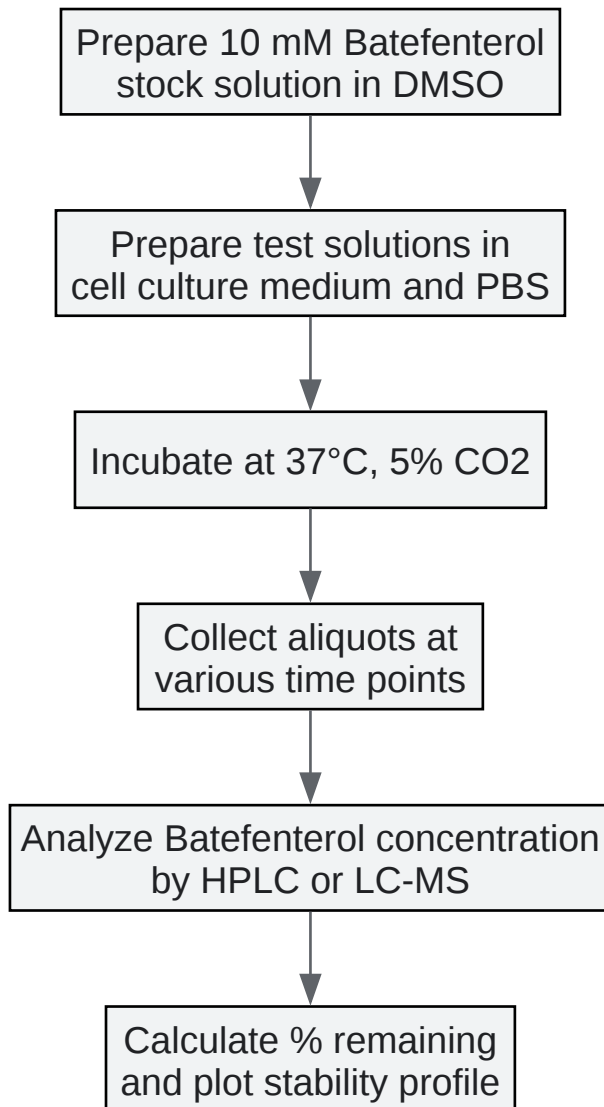 Prepare 10 mM Batefenterol
stock solution in DMSO
Prepare test solutions in
cell culture medium and PBS
Incubate at 37°C, 5% CO2
Collect aliquots at
various time points
Analyze Batefenterol concentration
by HPLC or LC-MS
Calculate % remaining
and plot stability profile